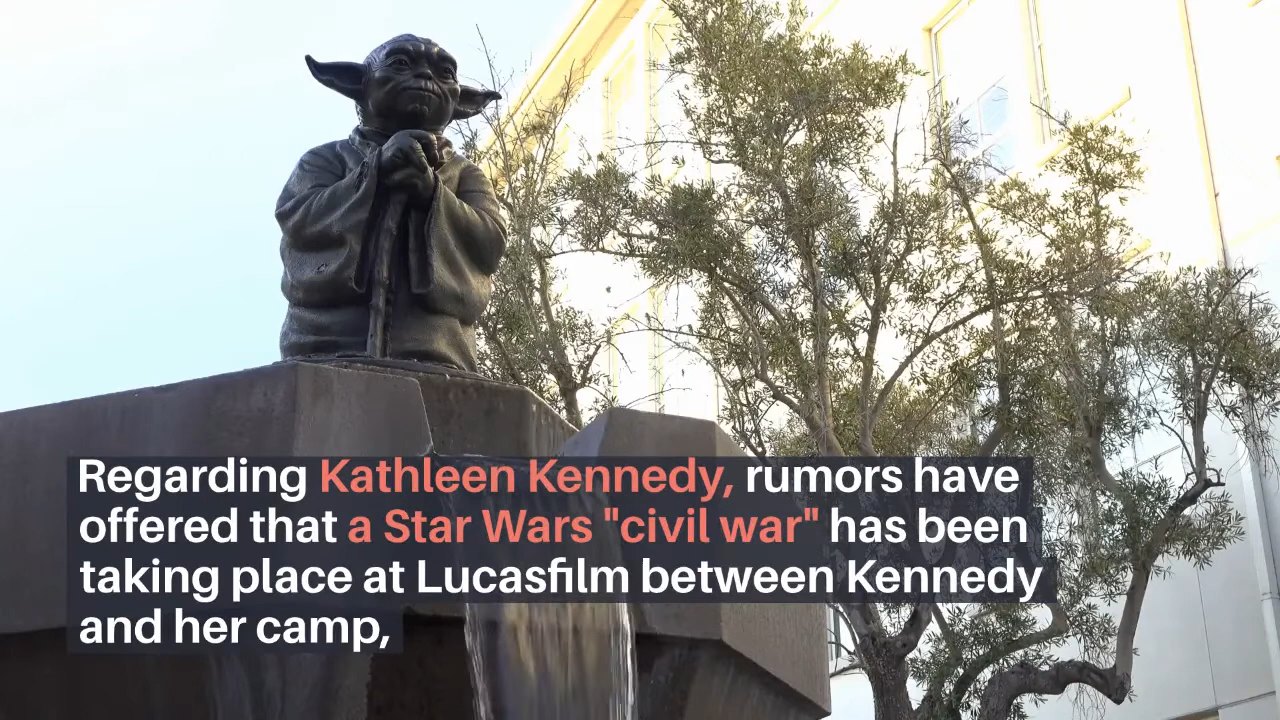 Regarding Kathleen Kennedy, rumors have
offered that a Star Wars "civil war" has been
taking place at Lucasfilm between Kennedy
and her camp,